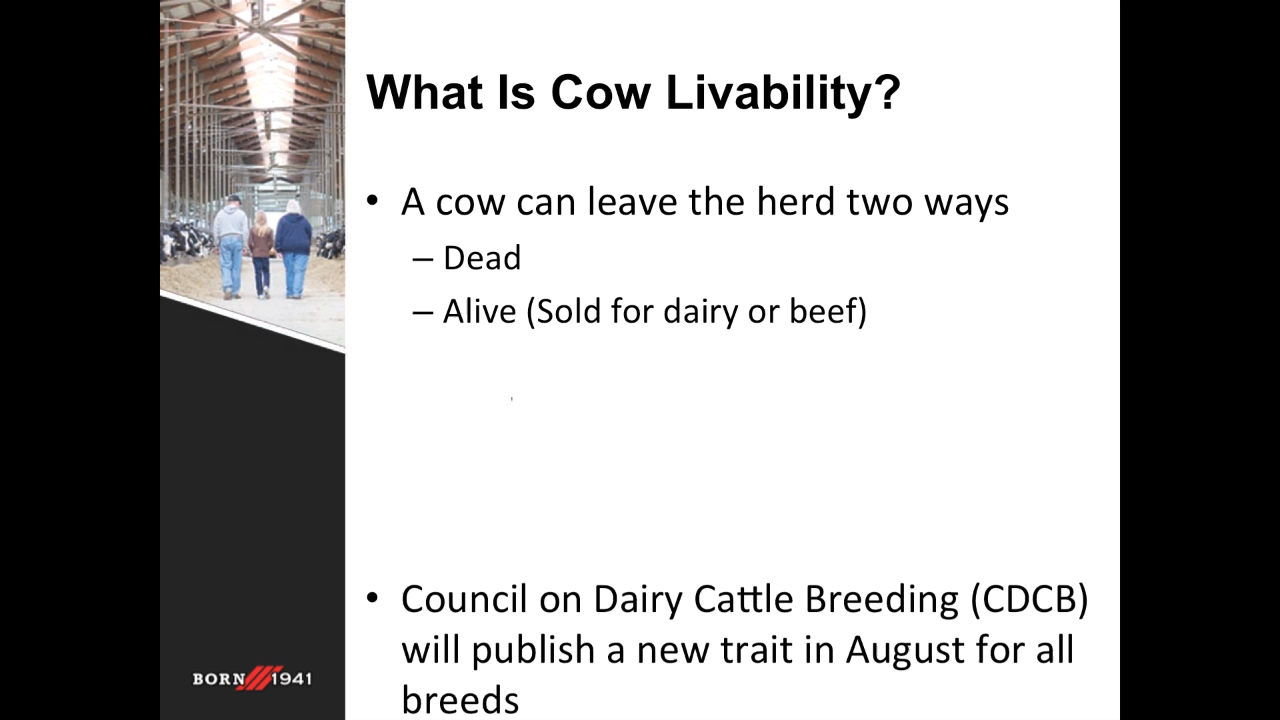 What Is Cow Livability?
• A cow can leave the herd two ways
– Dead
– Alive (Sold for dairy or beef)
• Council on Dairy Cattle Breeding (CDCB)
will publish a new trait in August for all
breeds
BORN 1941